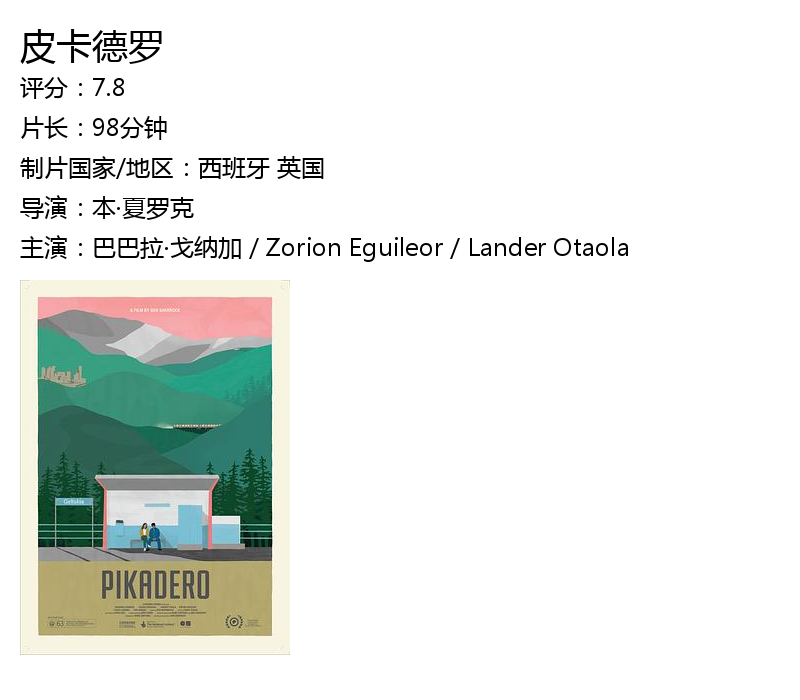 皮卡德罗
评分：7.8
片长：98分钟
制片国家/地区：西班牙 英国
导演：本·夏罗克
主演：巴巴拉·戈纳加 / Zorion Eguileor / Lander Otaola
A FILM BY BEN SHARROCK
Geltokia
PIKADERO
63